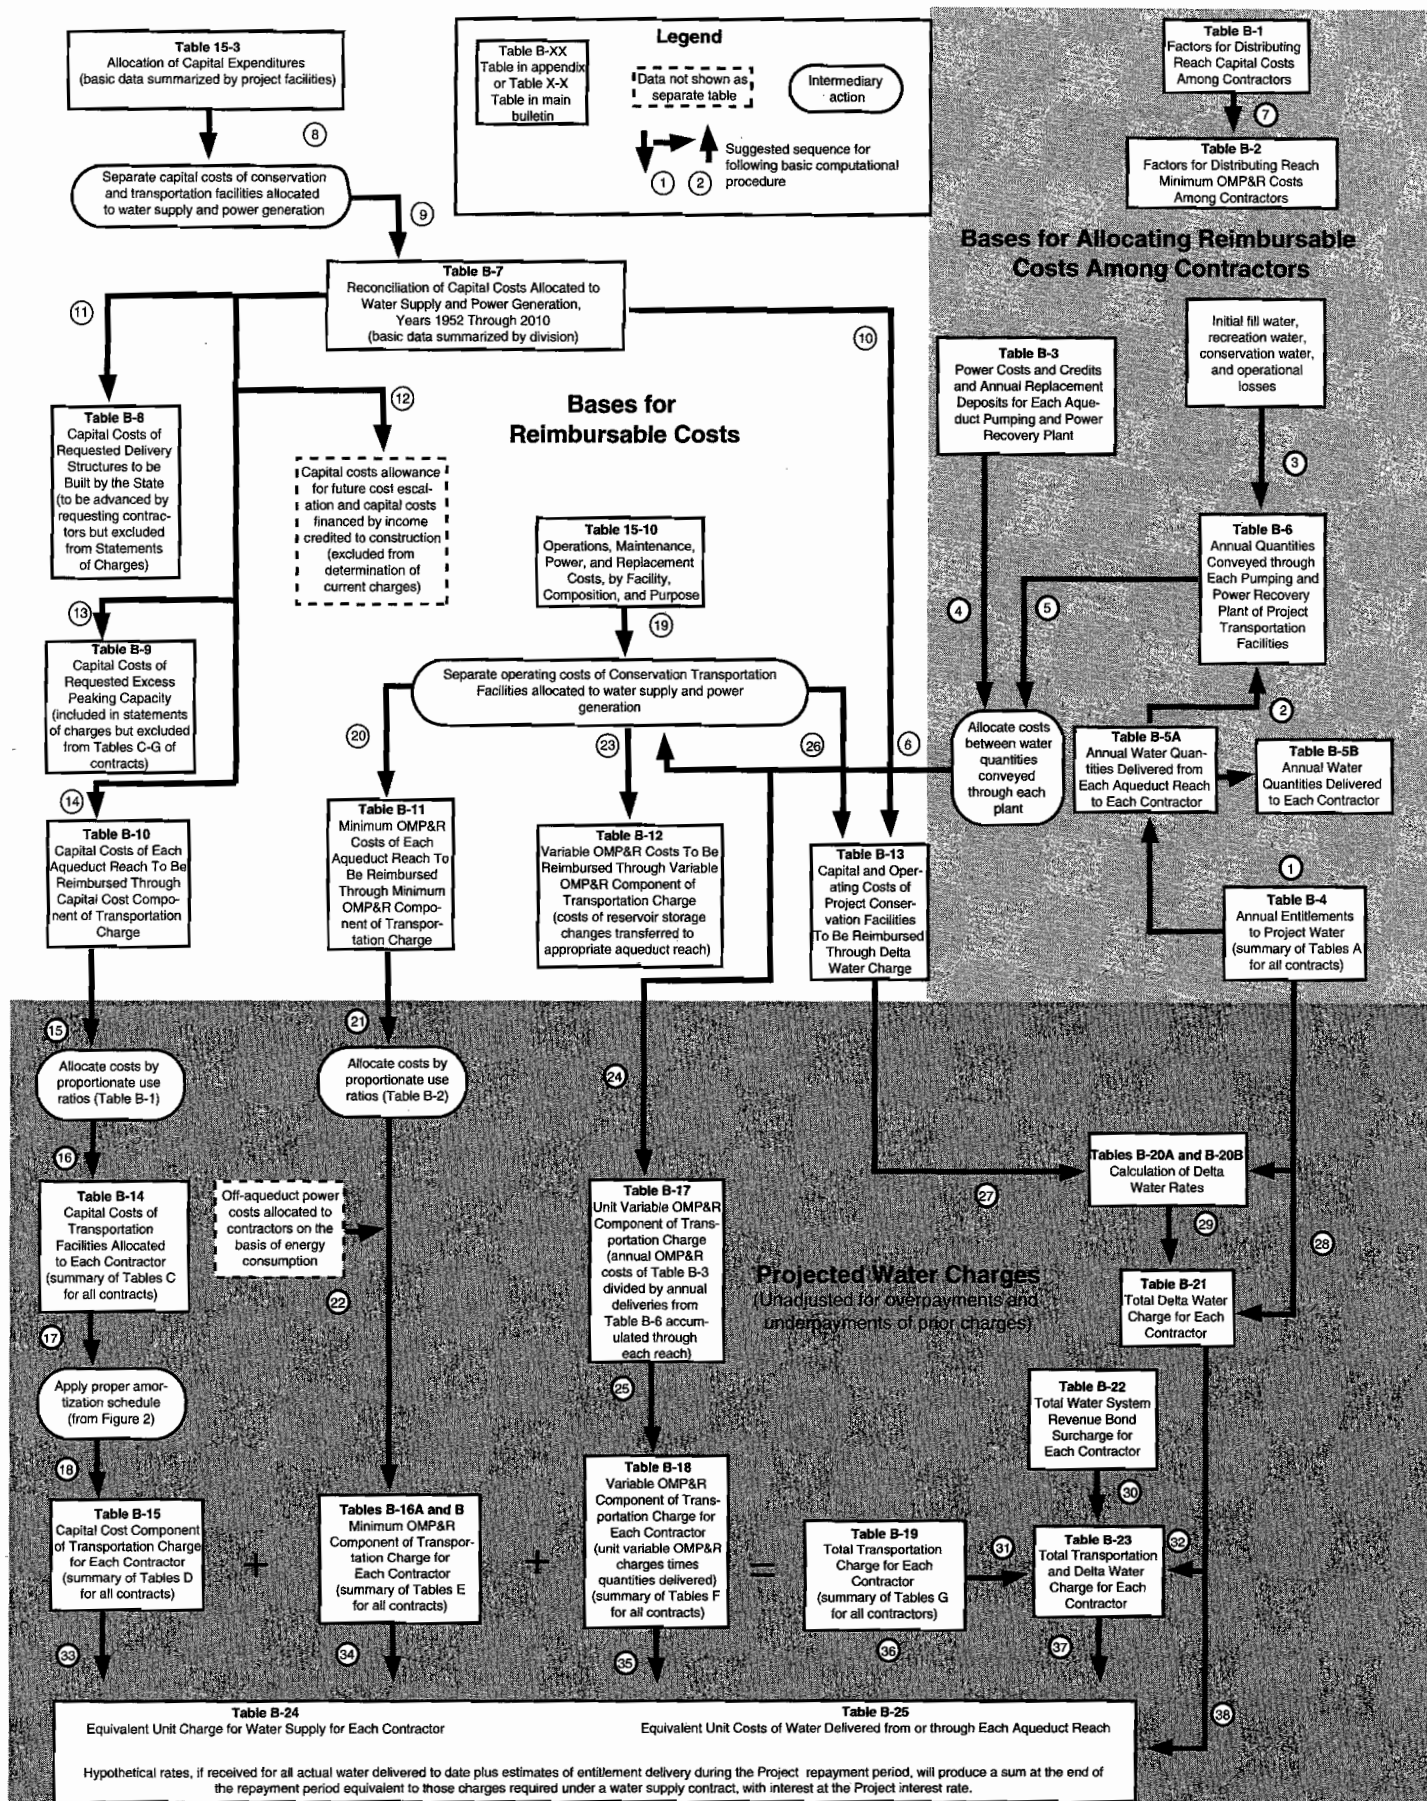 Table 15-3
Allocation of Capital Expenditures
(basic data summarized by project facilities)
8
Separate capital costs of conservation
and transportation facilities allocated
to water supply and power generation
9
Legend
Table B-XX
Table in appendix
or Table X-X
Table in main
bulletin
Data not shown as
separate table
Intermediary
action
1
2
Suggested sequence for
following basic computational
procedure
Table B-1
Factors for Distributing
Reach Capital Costs
Among Contractors
7
Table B-2
Factors for Distributing Reach
Minimum OMP&R Costs
Among Contractors
Bases for Allocating Reimbursable
Costs Among Contractors
Table B-7
Reconciliation of Capital Costs Allocated to
Water Supply and Power Generation,
Years 1952 Through 2010
(basic data summarized by division)
11
10
12
Table B-8
Capital Costs of
Requested Delivery
Structures to be
Built by the State
(to be advanced by
requesting contrac-
tors but excluded
from Statements
of Charges)
Capital costs allowance
for future cost escal-
ation and capital costs
financed by income
credited to construction
(excluded from
determination of
current charges)
Bases for
Reimbursable Costs
Table B-3
Power Costs and Credits
and Annual Replacement
Deposits for Each Aque-
duct Pumping and Power
Recovery Plant
Initial fill water,
recreation water,
conservation water,
and operational
losses
3
Table 15-10
Operations, Maintenance,
Power, and Replacement
Costs, by Facility,
Composition, and Purpose
19
Table B-6
Annual Quantities
Conveyed through
Each Pumping and
Power Recovery
Plant of Project
Transportation
Facilities
4
5
13
Table B-9
Capital Costs of
Requested Excess
Peaking Capacity
(included in statements
of charges but excluded
from Tables C-G of
contracts)
Separate operating costs of Conservation Transportation
Facilities allocated to water supply and power
generation
20
23
26
6
Allocate costs
between water
quantities
conveyed
through each
plant
2
Table B-5A
Annual Water Quan-
tities Delivered from
Each Aqueduct Reach
to Each Contractor
Table B-5B
Annual Water
Quantities Delivered
to Each Contractor
14
Table B-10
Capital Costs of Each
Aqueduct Reach To Be
Reimbursed Through
Capital Cost Compo-
nent of Transportation
Charge
Table B-11
Minimum OMP&R
Costs of Each
Aqueduct Reach To
Be Reimbursed
Through Minimum
OMP&R Compo-
nent of Transpor-
tation Charge
Table B-12
Variable OMP&R Costs To Be
Reimbursed Through Variable
OMP&R Component of
Transportation Charge
(costs of reservoir storage
changes transferred to
appropriate aqueduct reach)
Table B-13
Capital and Oper-
ating Costs of
Project Conser-
vation Facilities
To Be Reimbursed
Through Delta
Water Charge
1
Table B-4
Annual Entitlements
to Project Water
(summary of Tables A
for all contracts)
15
Allocate costs by
proportionate use
ratios (Table B-1)
21
Allocate costs by
proportionate use
ratios (Table B-2)
24
16
Table B-14
Capital Costs of
Transportation
Facilities Allocated
to Each Contractor
(summary of Tables C
for all contracts)
Off-aqueduct power
costs allocated to
contractors on the
basis of energy
consumption
22
Table B-17
Unit Variable OMP&R
Component of Trans-
portation Charge
(annual OMP&R
costs of Table B-3
divided by annual
deliveries from
Table B-6 accum-
ulated through
each reach)
Tables B-20A and B-20B
Calculation of Delta
Water Rates
27
29
28
Projected Water Charges
(Unadjusted for overpayments and
underpayments of prior charges)
Table B-21
Total Delta Water
Charge for Each
Contractor
17
Apply proper amor-
tization schedule
(from Figure 2)
25
Table B-22
Total Water System
Revenue Bond
Surcharge for
Each Contractor
18
30
Table B-15
Capital Cost Component
of Transportation Charge
for Each Contractor
(summary of Tables D
for all contracts)
+
Tables B-16A and B
Minimum OMP&R
Component of Transpor-
tation Charge for
Each Contractor
(summary of Tables E
for all contracts)
+
Table B-18
Variable OMP&R
Component of Trans-
portation Charge for
Each Contractor
(unit variable OMP&R
charges times
quantities delivered)
(summary of Tables F
for all contracts)
=
Table B-19
Total Transportation
Charge for Each
Contractor
(summary of Tables G
for all contractors)
31
Table B-23
Total Transportation
and Delta Water
Charge for Each
Contractor
32
33
34
35
36
37
38
Table B-24
Equivalent Unit Charge for Water Supply for Each Contractor
Table B-25
Equivalent Unit Costs of Water Delivered from or through Each Aqueduct Reach
Hypothetical rates, if received for all actual water delivered to date plus estimates of entitlement delivery during the Project repayment period, will produce a sum at the end of
the repayment period equivalent to those charges required under a water supply contract, with interest at the Project interest rate.